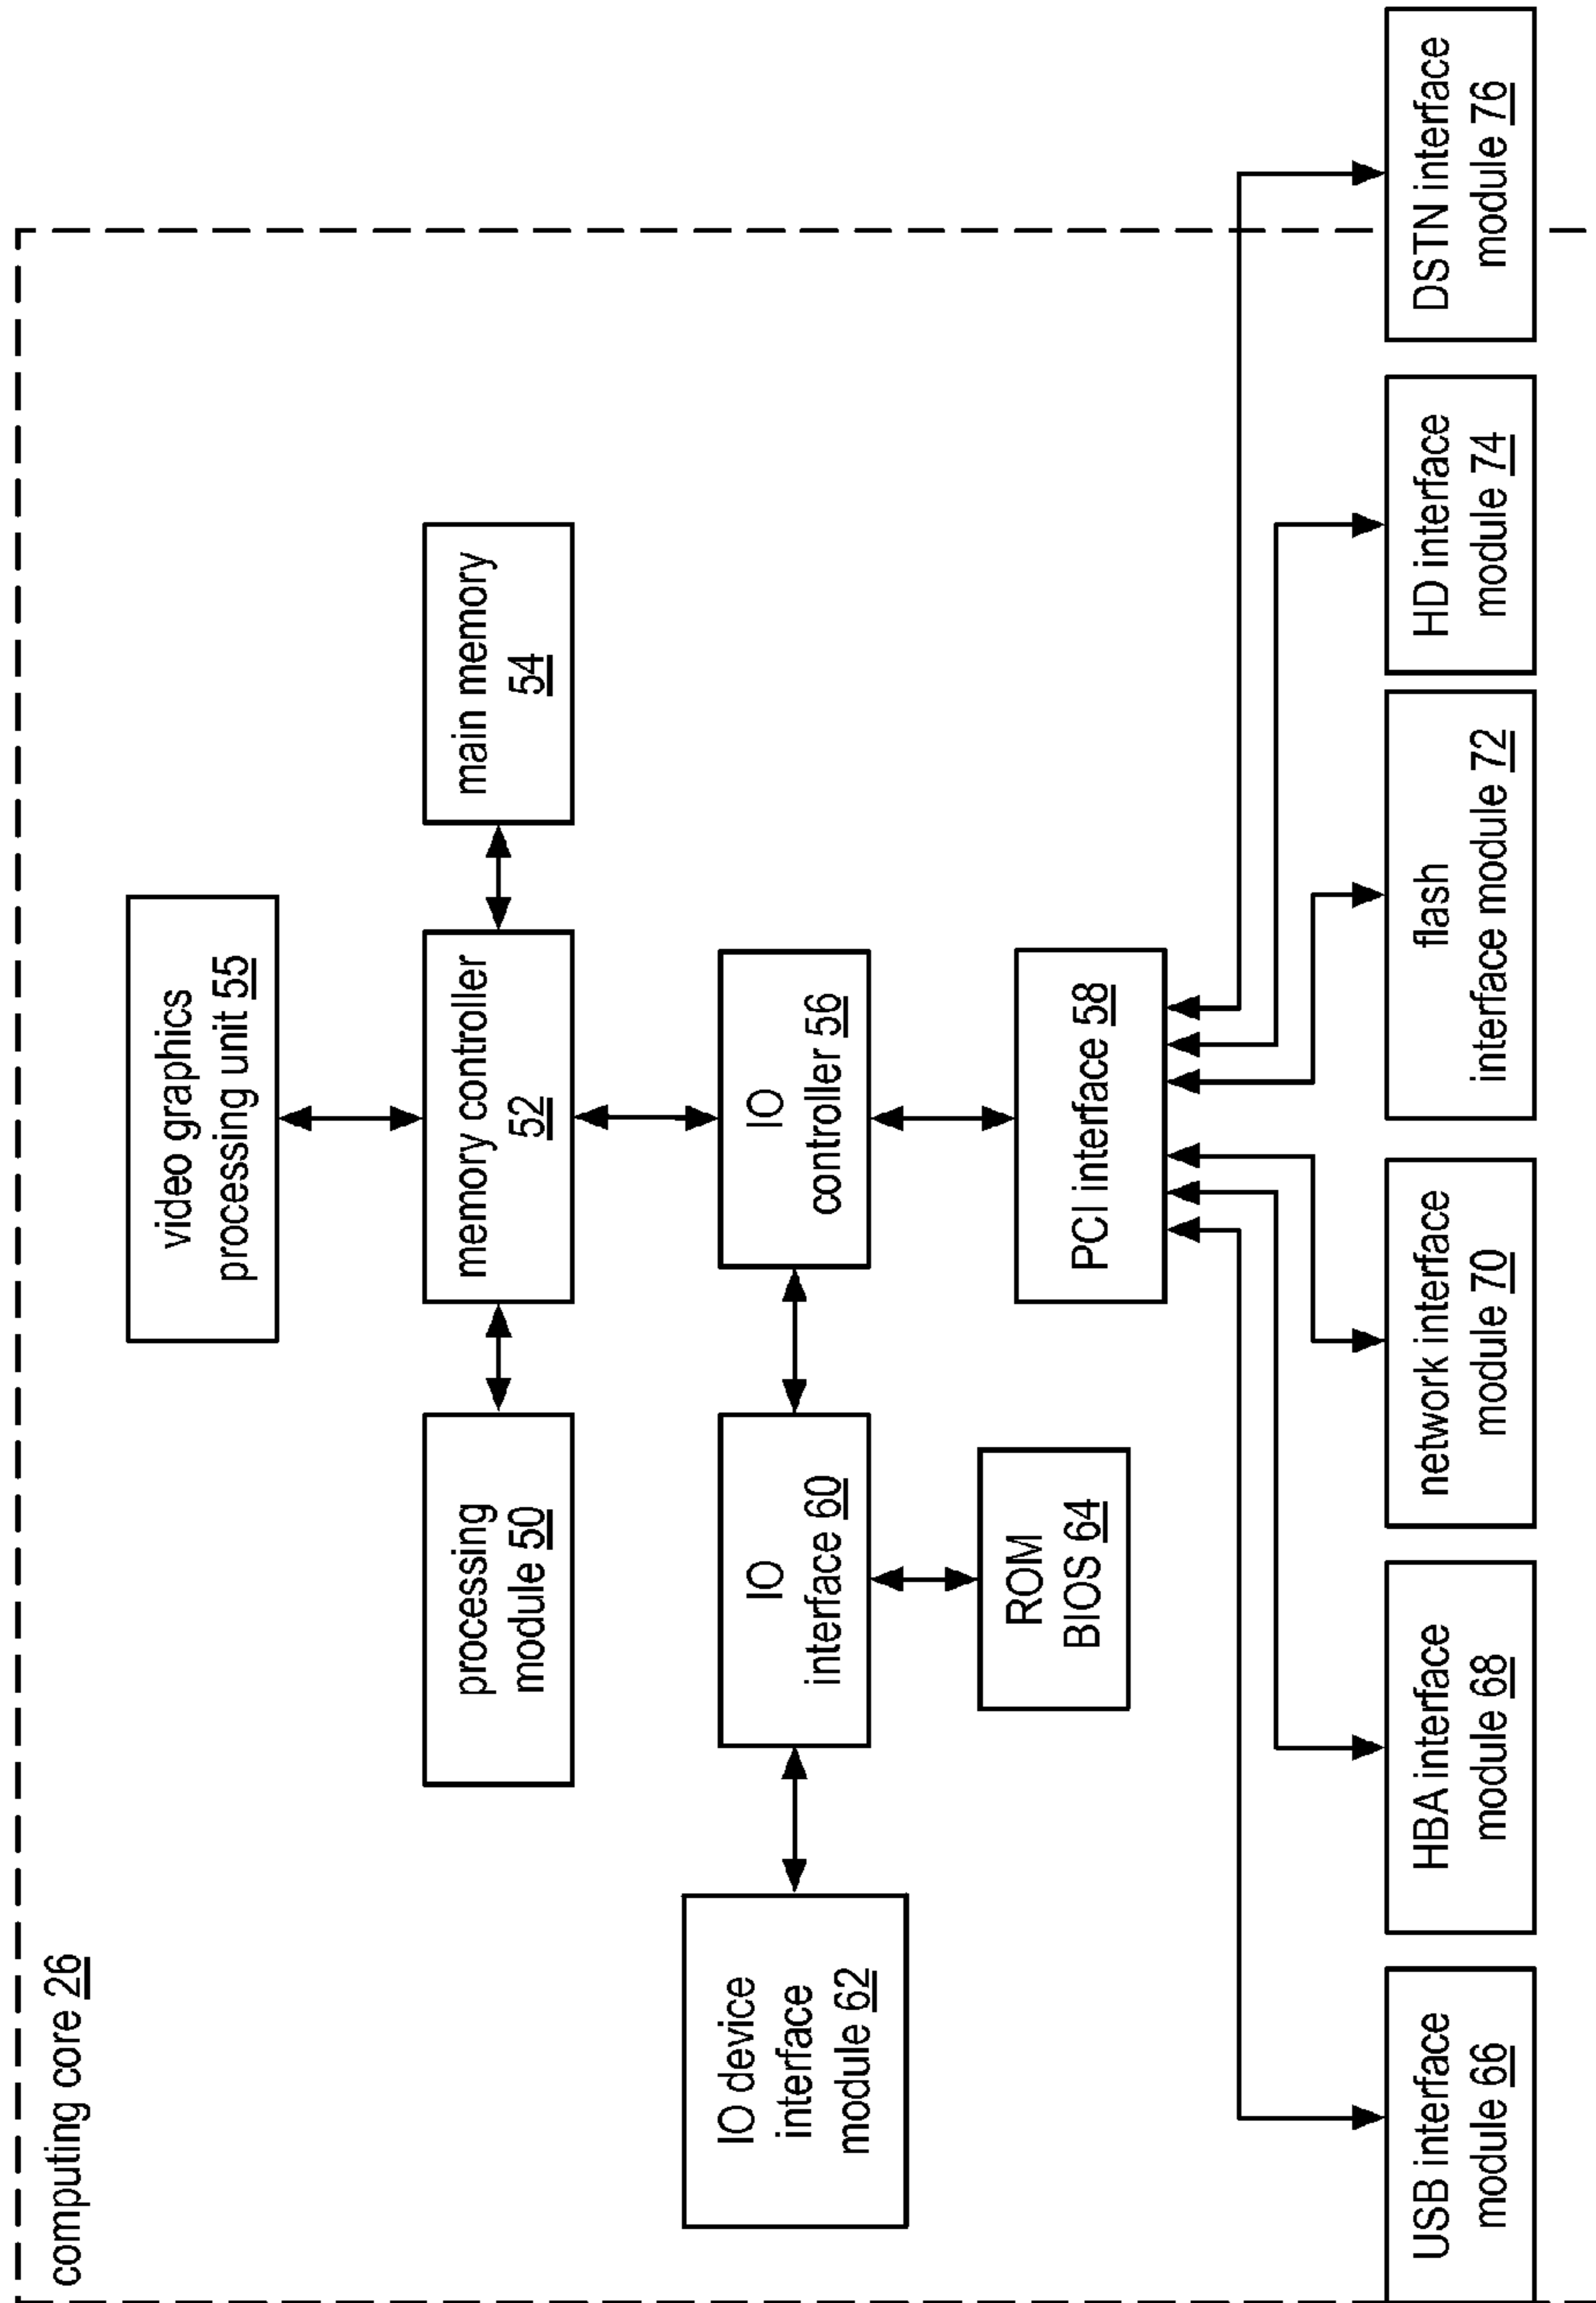 computing core 26
video graphics
processing unit 55
processing
module 50
memory controller
52
main memory
54
IO device
interface
module 62
IO
interface 60
IO
controller 56
ROM
BIOS 64
PCI interface 58
USB interface
module 66
HBA interface
module 68
network interface
module 70
flash
interface module 72
HD interface
module 74
DSTN interface
module 76